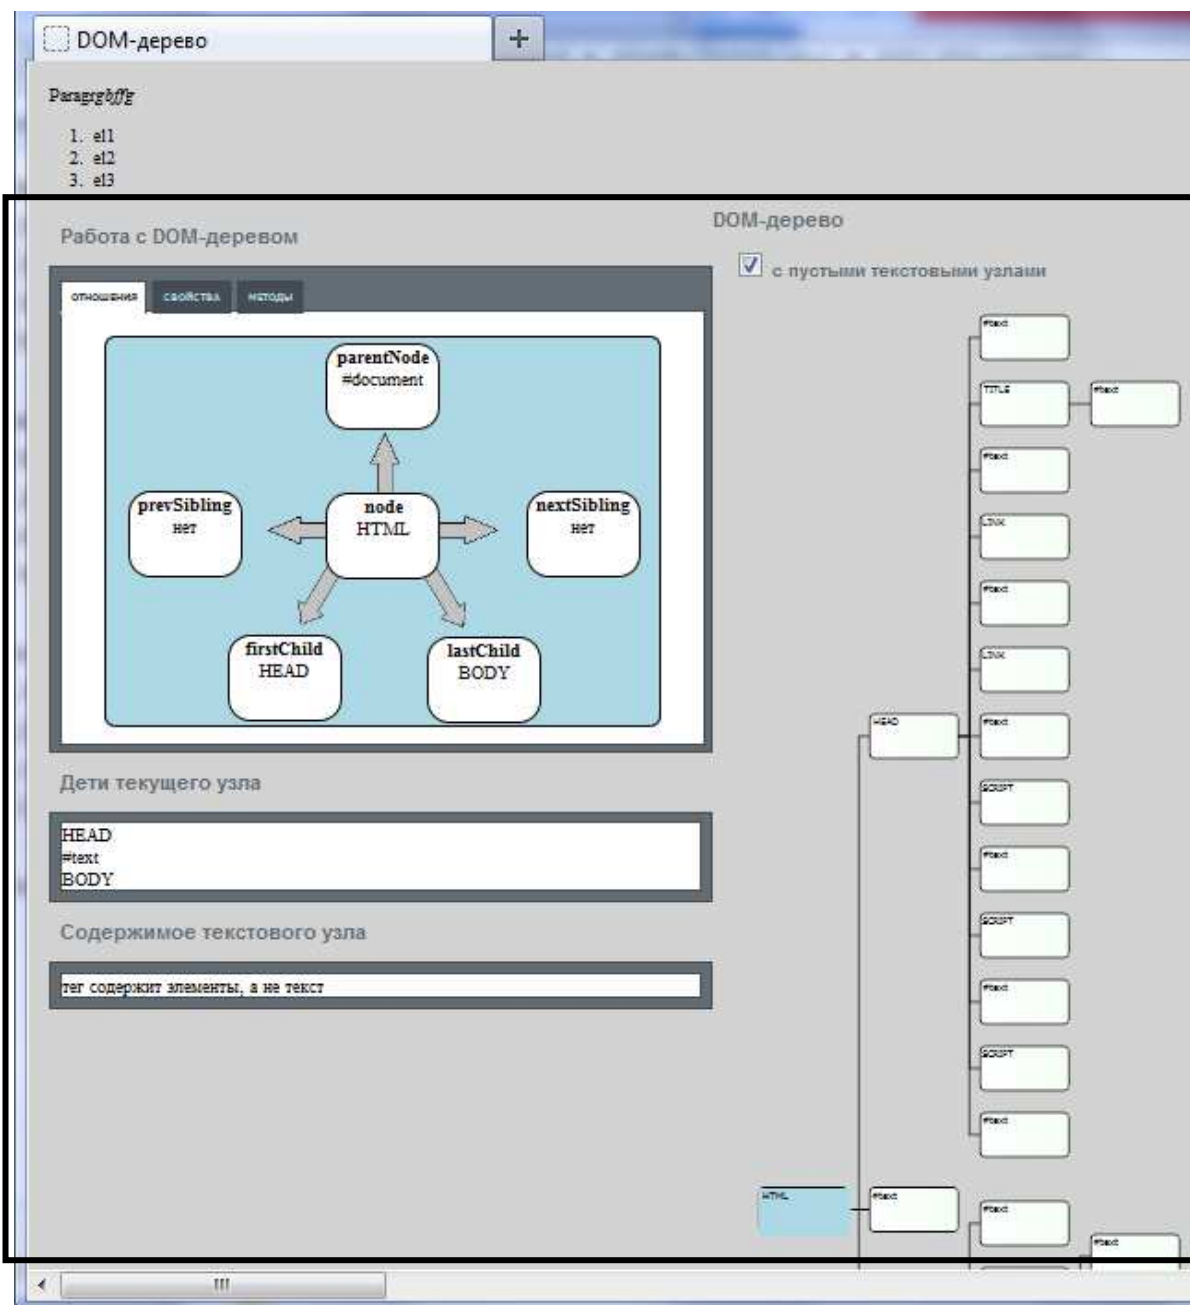 DOM-дерево
Paragrgbffg
1. el1
2. el2
3. el3
Работа с DOM-деревом
отношения свойства методы
parentNode
#document
prevSibling
нет
node
HTML
nextSibling
нет
firstChild
HEAD
lastChild
BODY
Дети текущего узла
HEAD
#text
BODY
Содержимое текстового узла
тег содержит элементы, а не текст
DOM-дерево
с пустыми текстовыми узлами
#text
TITLE #text
#text
LINK
#text
LINK
HEAD #text
SCRIPT
#text
SCRIPT
#text
SCRIPT
#text
HTML #text
#text
#text